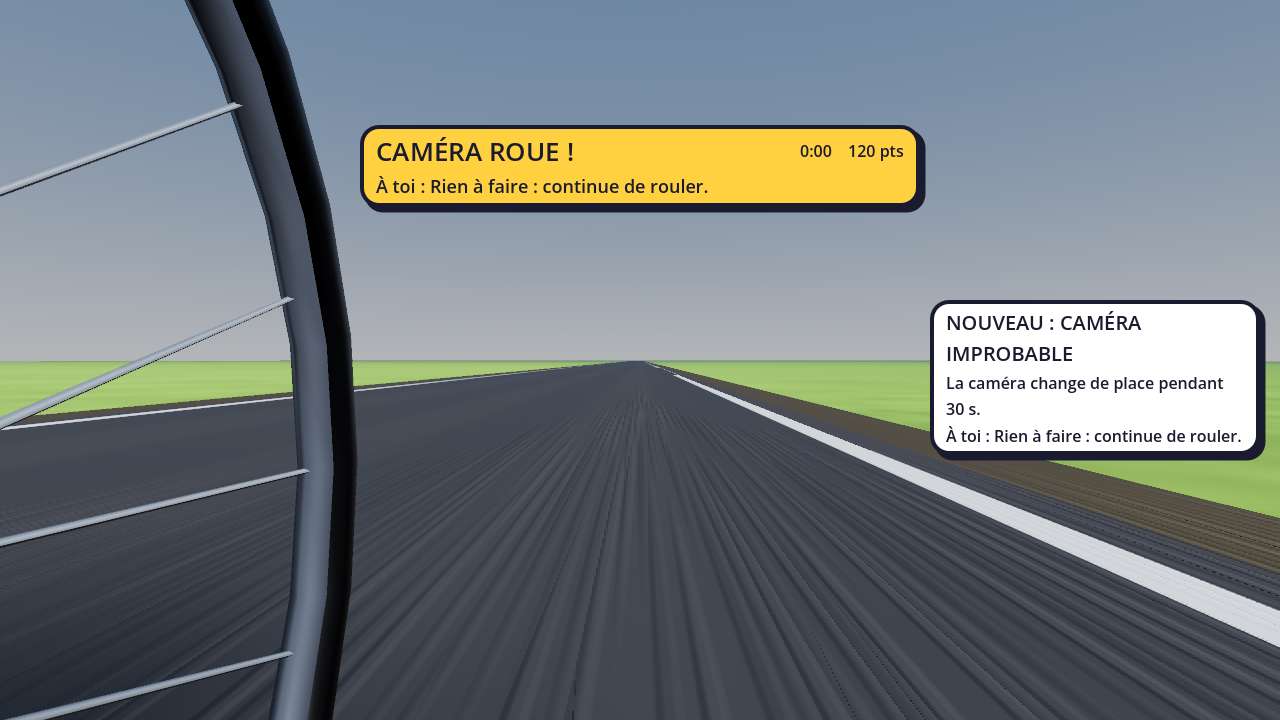 CAMÉRA ROUE ! 0:00 120 pts
À toi : Rien à faire : continue de rouler.
NOUVEAU : CAMÉRA
IMPROBABLE
La caméra change de place pendant
30 s.
À toi : Rien à faire : continue de rouler.